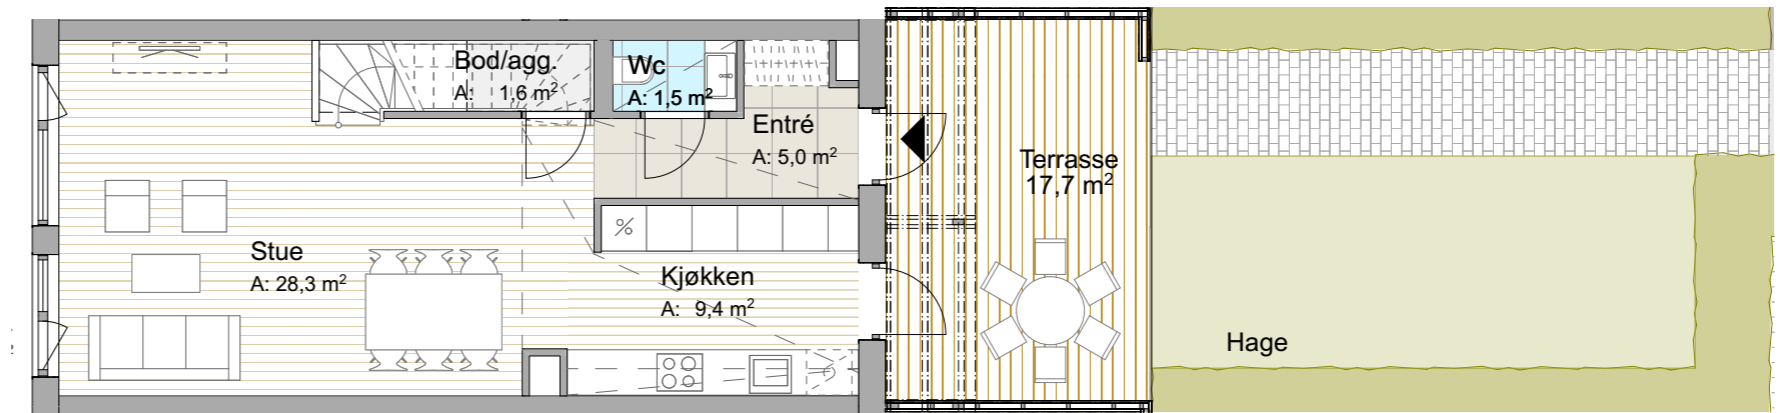 Bod/agg.
A: 1,6 m²
Wc
A: 1,5 m²
Entré
A: 5,0 m²
Terrasse
17,7 m²
Stue
A: 28,3 m²
%
Kjøkken
A: 9,4 m²
Hage